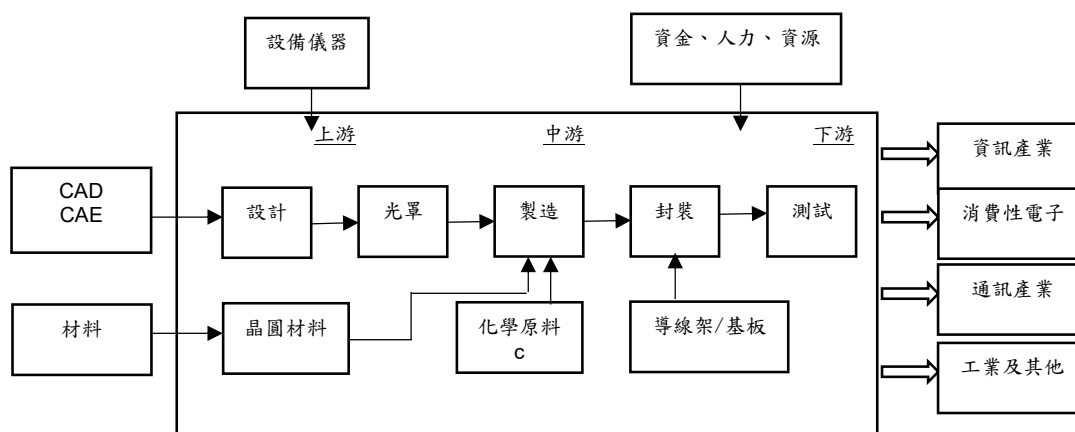 設備儀器
資金、人力、資源
上游
中游
下游
資訊產業
CAD
CAE
設計
光罩
製造
封裝
測試
消費性電子
通訊產業
材料
晶圓材料
化學原料
c
導線架/基板
工業及其他